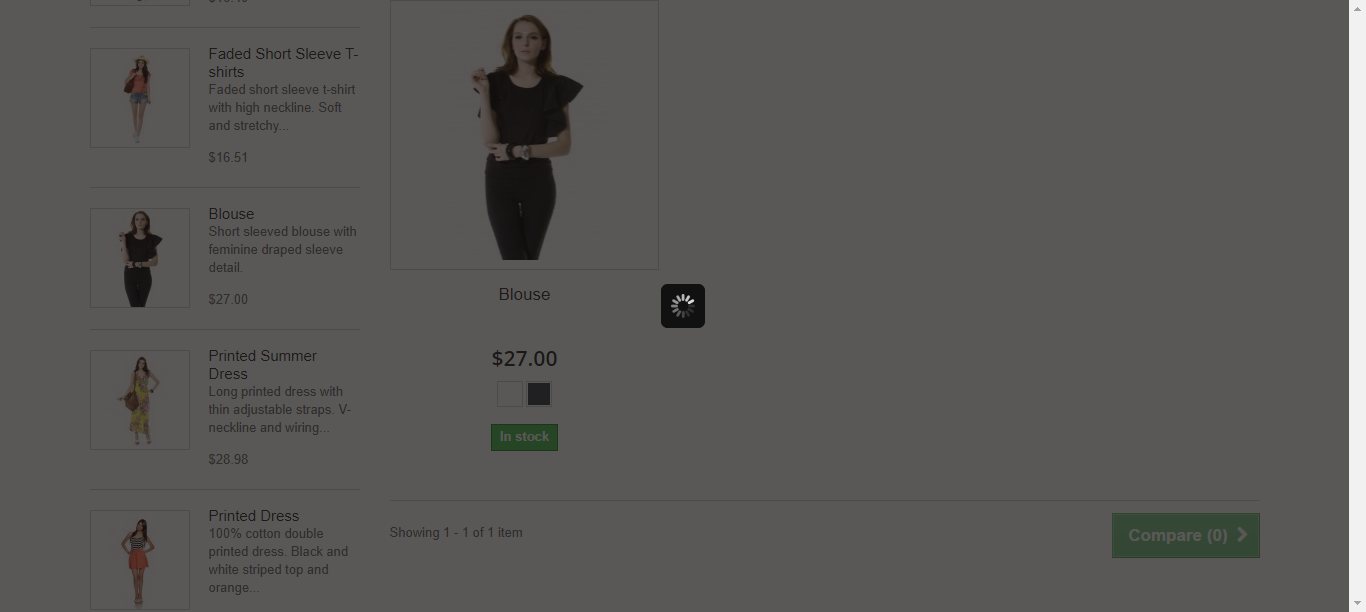 Faded Short Sleeve T-
shirts
Faded short sleeve t-shirt
with high neckline. Soft
and stretchy...
$16.51
Blouse
Short sleeved blouse with
feminine draped sleeve
detail.
$27.00
Printed Summer
Dress
Long printed dress with
thin adjustable straps. V-
neckline and wiring...
$28.98
Printed Dress
100% cotton double
printed dress. Black and
white striped top and
orange...
Blouse
$27.00
In stock
Showing 1 - 1 of 1 item
Compare (0)